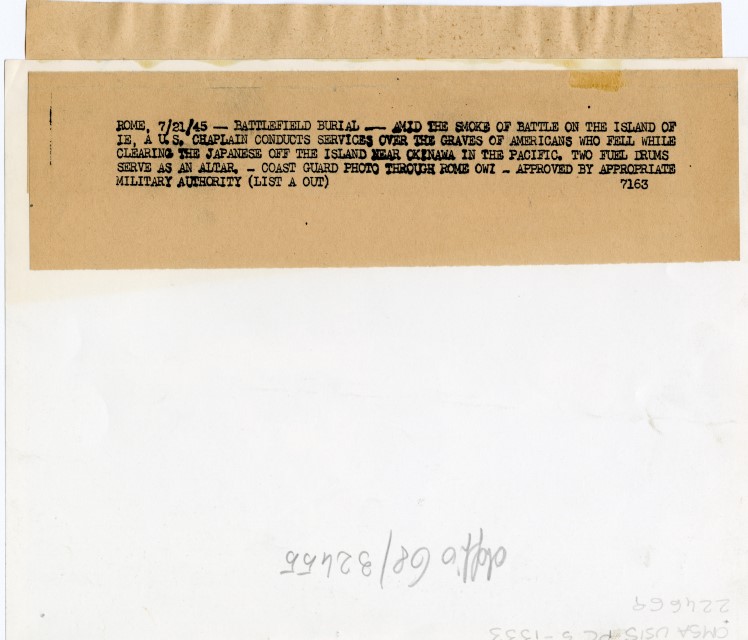 ROME, 7/21/45 — BATTLEFIELD BURIAL —— AMID THE SMOKE OF BATTLE ON THE ISLAND OF
IE, A U.S. CHAPLAIN CONDUCTS SERVICES OVER THE GRAVES OF AMERICANS WHO FELL WHILE
CLEARING THE JAPANESE OFF THE ISLAND NEAR OKINAWA IN THE PACIFIC. TWO FUEL DRUMS
SERVE AS AN ALTAR. - COAST GUARD PHOTO THROUGH ROME OWI - APPROVED BY APPROPRIATE
MILITARY AUTHORITY (LIST A OUT) 7163
68/32455
224669